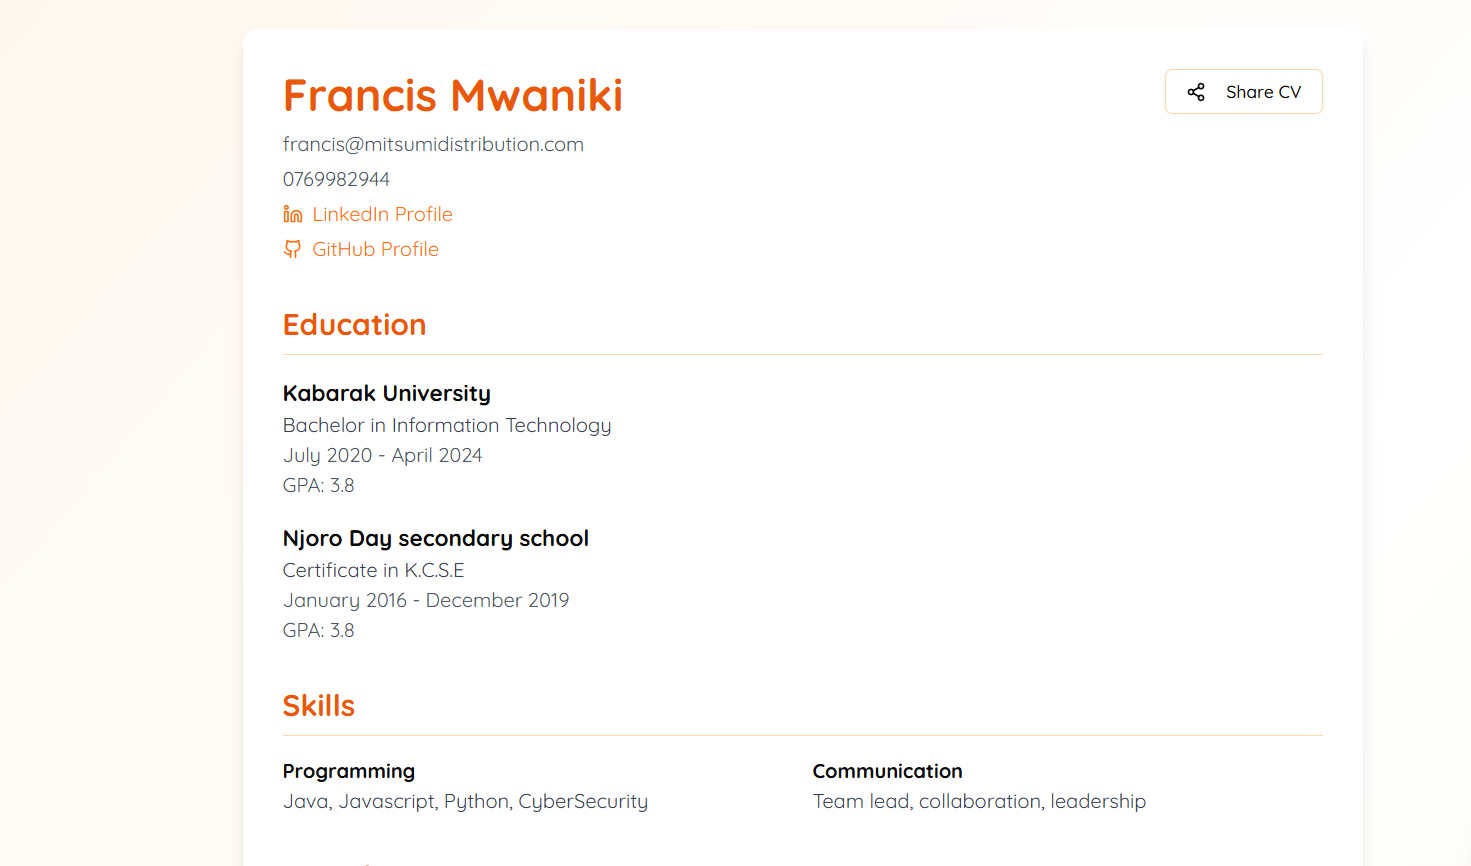 Francis Mwaniki
Share CV
francis@mitsumidistribution.com
0769982944
LinkedIn Profile
GitHub Profile
Education
Kabarak University
Bachelor in Information Technology
July 2020 - April 2024
GPA: 3.8
Njoro Day secondary school
Certificate in K.C.S.E
January 2016 - December 2019
GPA: 3.8
Skills
Programming
Java, Javascript, Python, CyberSecurity
Communication
Team lead, collaboration, leadership